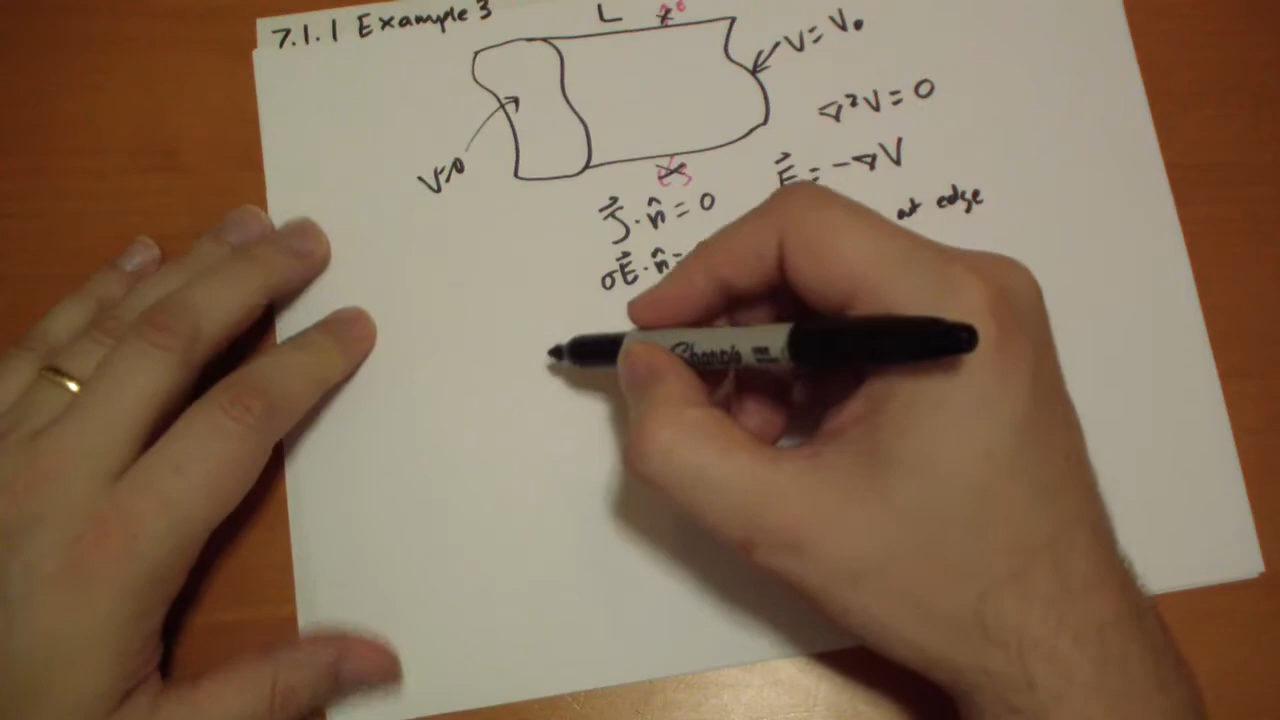 7.1.1 Example 3
L
V = V₀
V=0
∇²V = 0
E⃗ = -∇V
J⃗ · n̂ = 0
at edge
σE⃗ · n̂ =
Sharpie